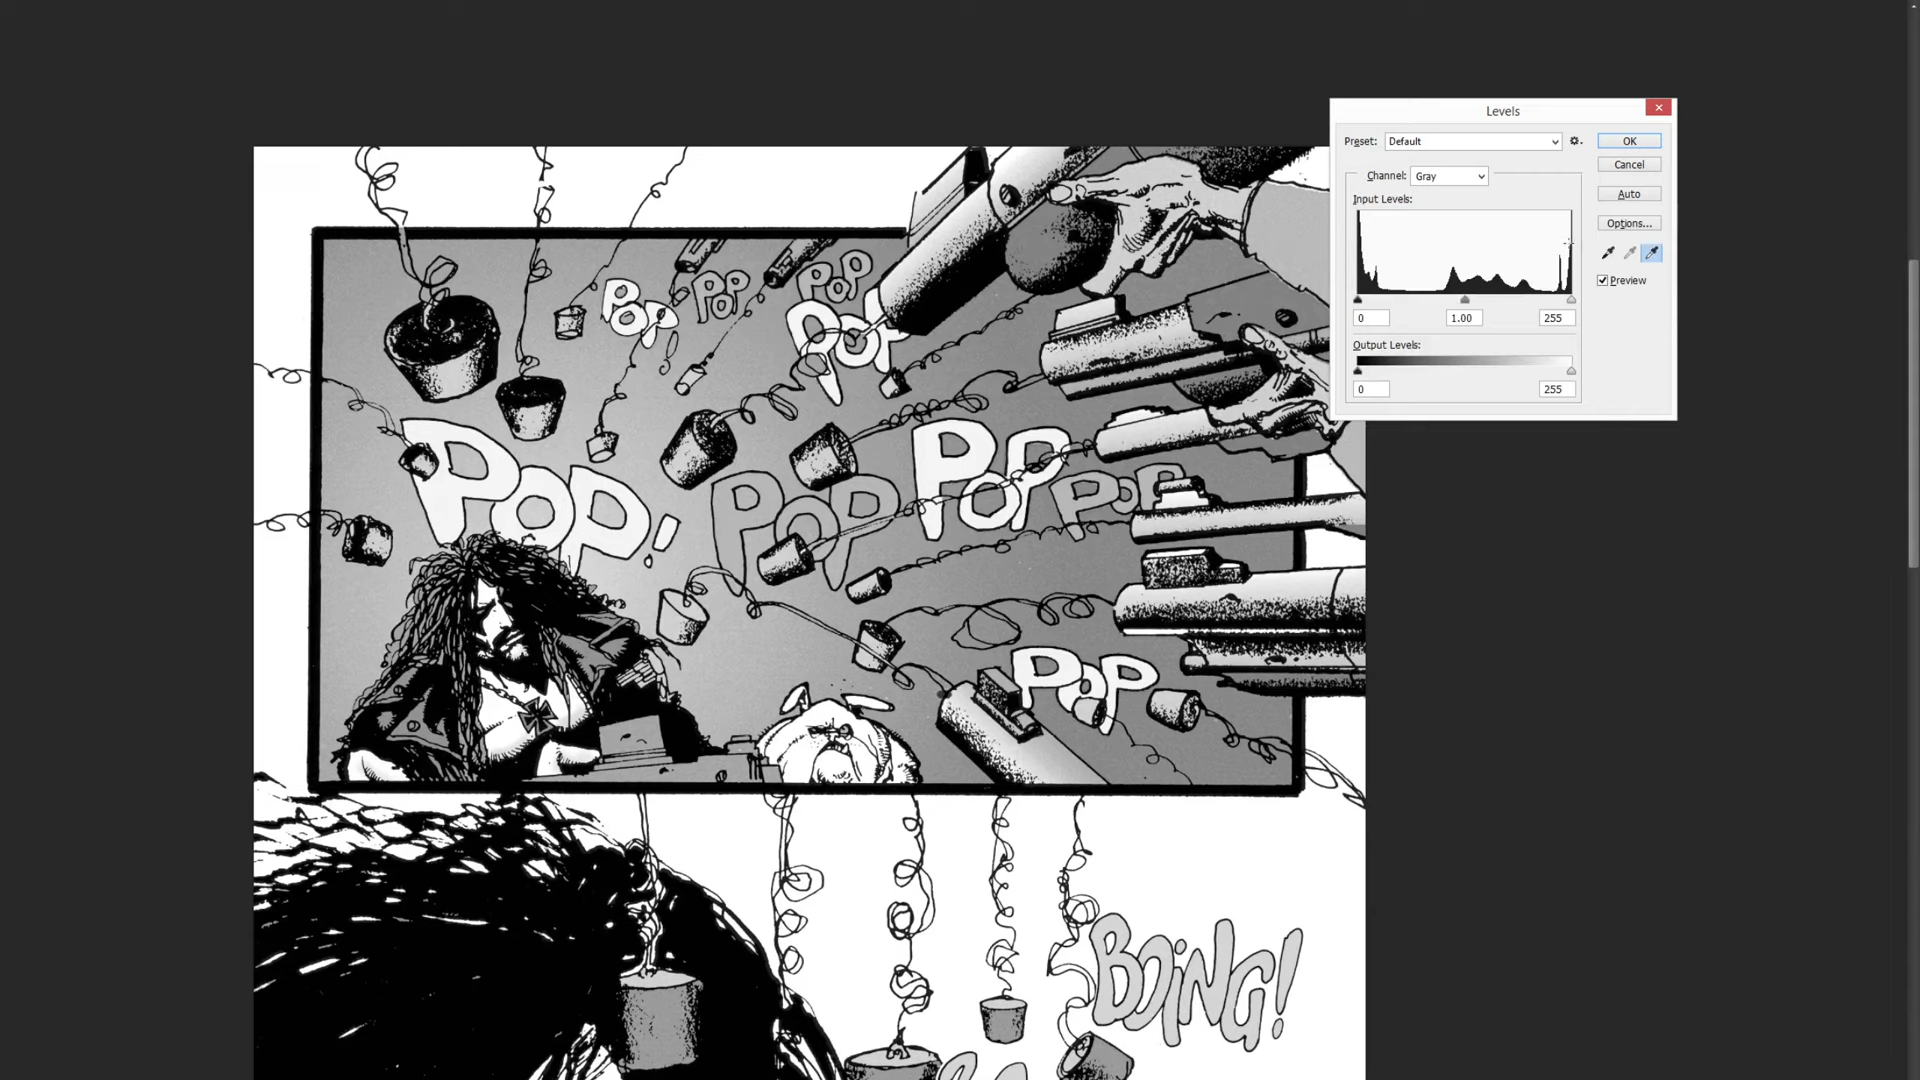 Levels
Preset: Default
OK
Cancel
Channel: Gray
Auto
Input Levels:
Options...
Preview
0 1.00 255
Output Levels:
0 255
POP
POP
POP
POP
POP!
POP
POP
POP
POP
BOING!